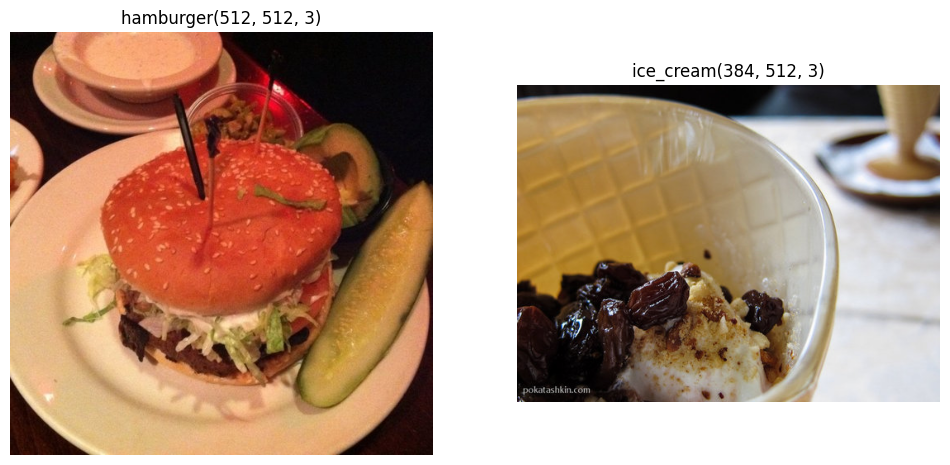 hamburger(512, 512, 3)
ice_cream(384, 512, 3)
pokatashkin.com